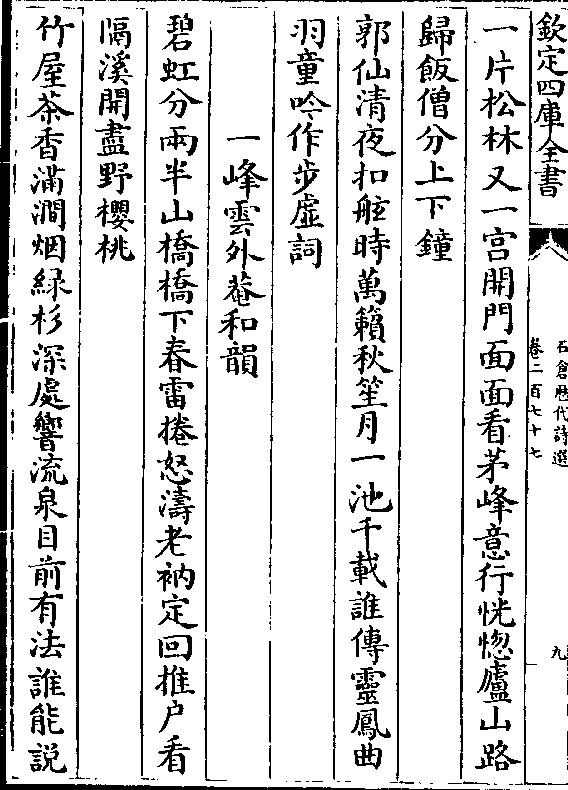 欽定四庫全書
石倉歴代詩選
卷二百七十七
九
一片松林又一宫開門面面看茅峰意行恍惚廬山路
歸飯僧分上下鐘
郭仙清夜扣舷時萬籟秋笙月一池千載誰傳靈鳳曲
羽童吟作步虚詞
一峰雲外菴和韻
碧虹分兩半山橋橋下春雷捲怒濤老衲定回推户看
隔溪開盡野櫻桃
竹屋茶香滿澗烟緑杉深處響流泉目前有法誰能説